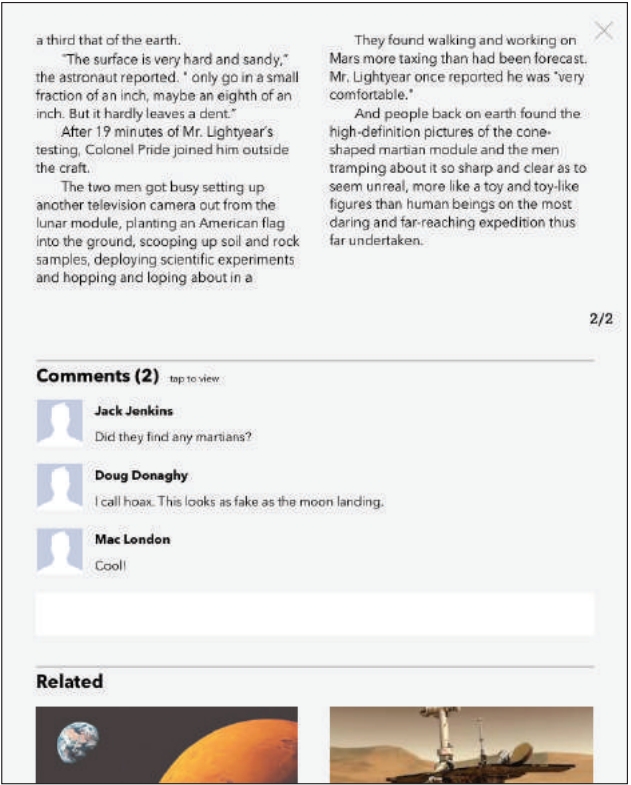 a third that of the earth.
"The surface is very hard and sandy,"
the astronaut reported. " only go in a small
fraction of an inch, maybe an eighth of an
inch. But it hardly leaves a dent."
After 19 minutes of Mr. Lightyear's
testing, Colonel Pride joined him outside
the craft.
The two men got busy setting up
another television camera out from the
lunar module, planting an American flag
into the ground, scooping up soil and rock
samples, deploying scientific experiments
and hopping and loping about in a
They found walking and working on
Mars more taxing than had been forecast.
Mr. Lightyear once reported he was "very
comfortable."
And people back on earth found the
high-definition pictures of the cone-
shaped martian module and the men
tramping about it so sharp and clear as to
seem unreal, more like a toy and toy-like
figures than human beings on the most
daring and far-reaching expedition thus
far undertaken.
2/2
Comments (2) tap to view
Jack Jenkins
Did they find any martians?
Doug Donaghy
I call hoax. This looks as fake as the moon landing.
Mac London
Cool!
Related